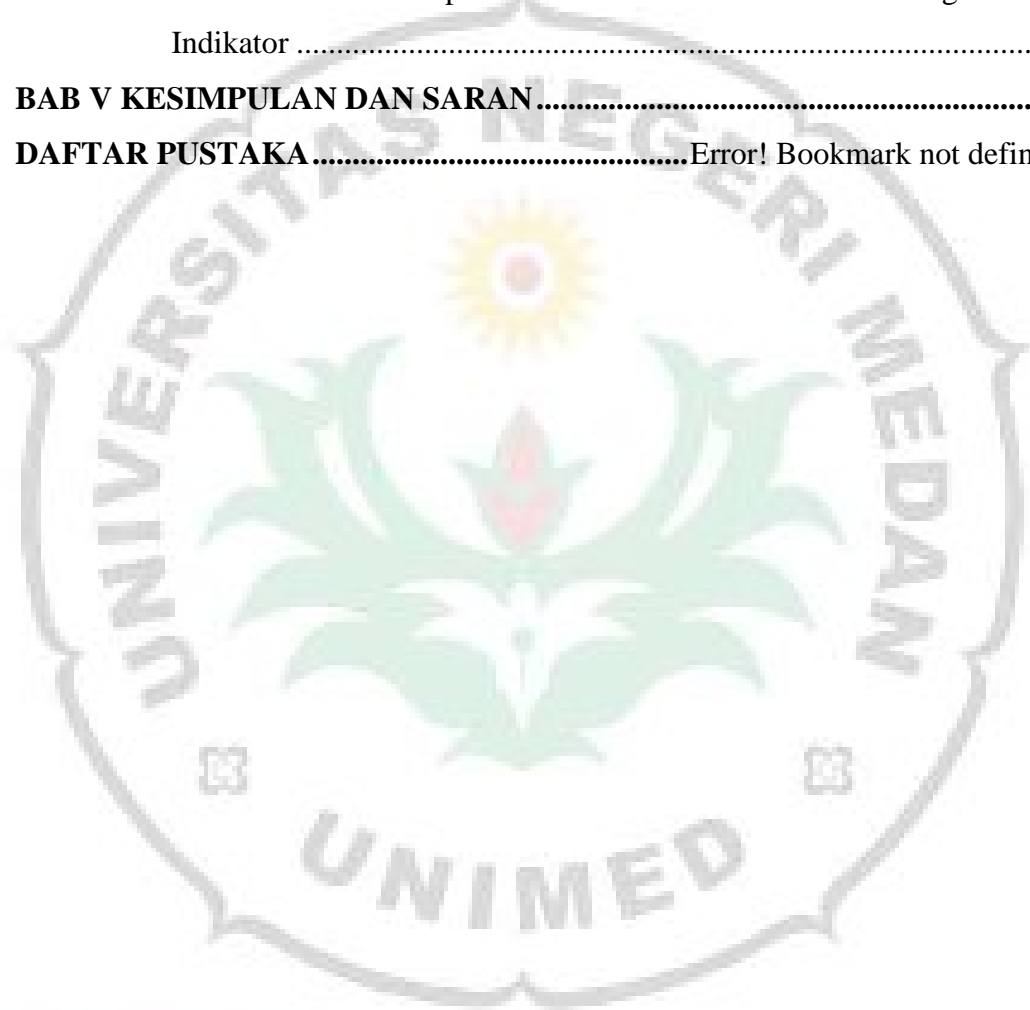 Indikator ........................................................................................
BAB V KESIMPULAN DAN SARAN............................................................
DAFTAR PUSTAKA...............................................Error! Bookmark not defin
UNIVERSITAS NEGERI MEDAN
UNIMED